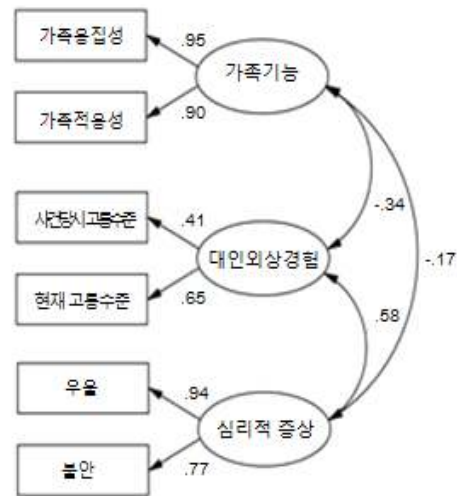 가족응집성
.95
가족기능
가족적응성
.90
사건당시고통수준
.41
-.34
대인외상경험
-.17
현재 고통수준
.65
.58
우울
.94
심리적 증상
불안
.77